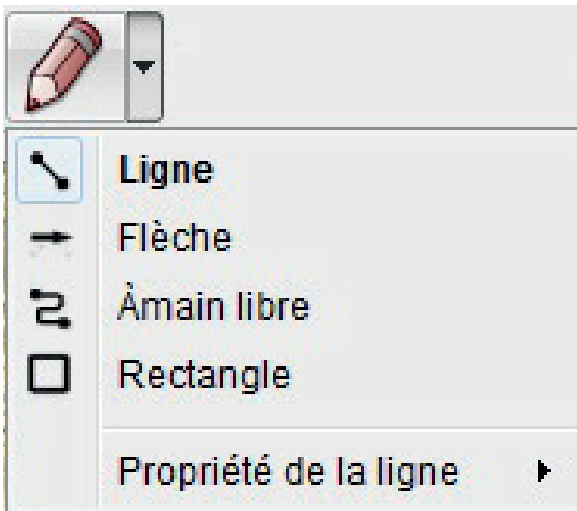 Ligne
Flèche
Àmain libre
Rectangle
Propriété de la ligne